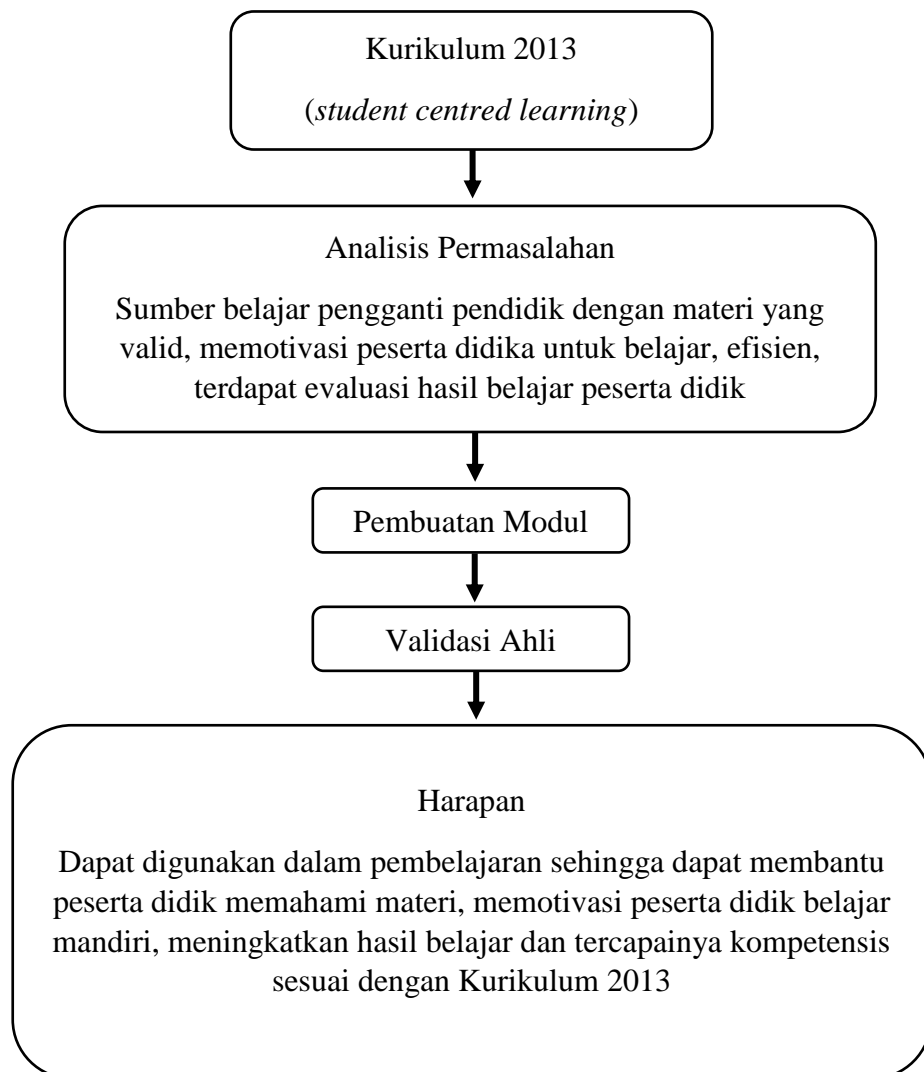 Kurikulum 2013
(student centred learning)
Analisis Permasalahan
Sumber belajar pengganti pendidik dengan materi yang
valid, memotivasi peserta didika untuk belajar, efisien,
terdapat evaluasi hasil belajar peserta didik
Pembuatan Modul
Validasi Ahli
Harapan
Dapat digunakan dalam pembelajaran sehingga dapat membantu
peserta didik memahami materi, memotivasi peserta didik belajar
mandiri, meningkatkan hasil belajar dan tercapainya kompetensis
sesuai dengan Kurikulum 2013